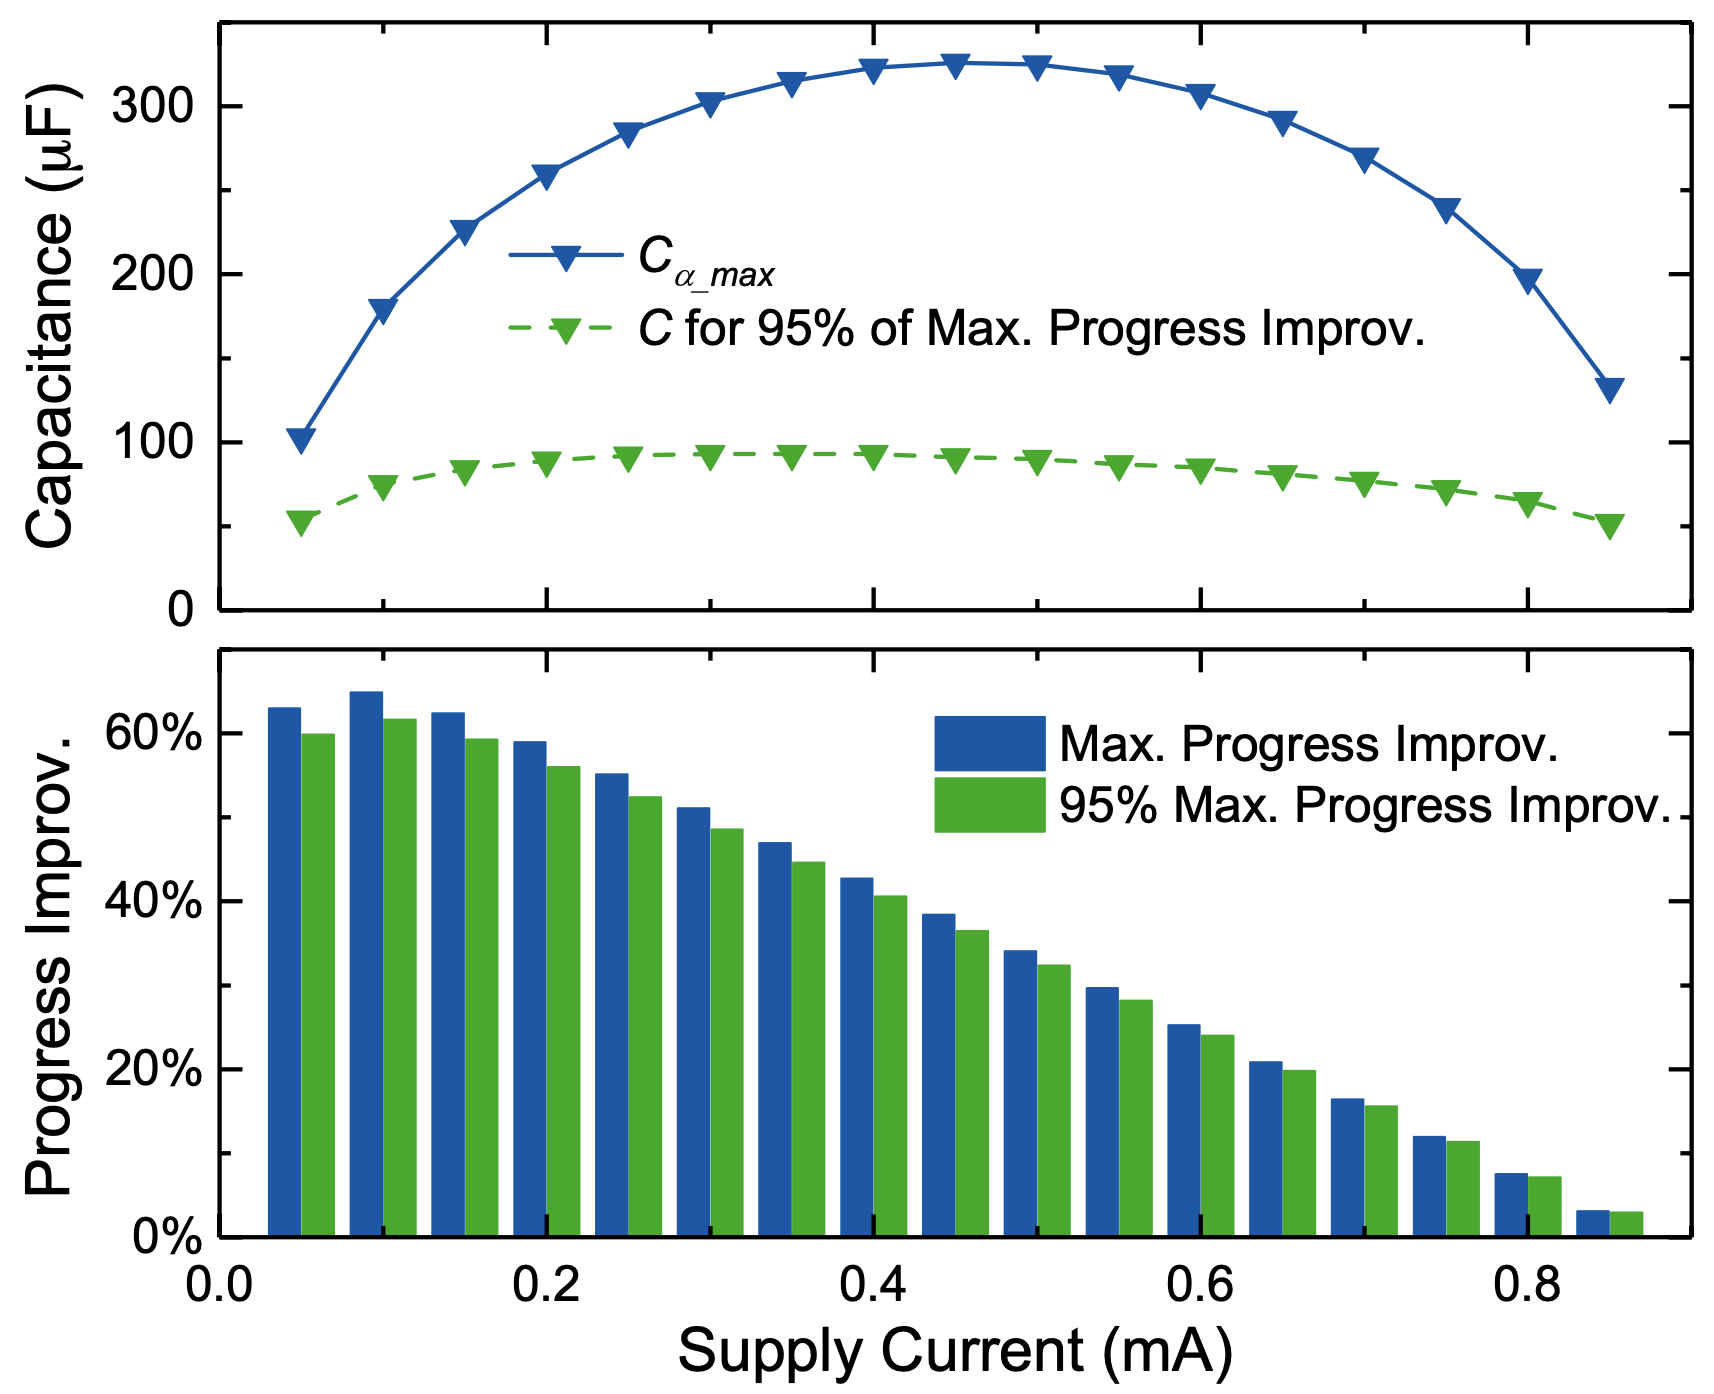 Capacitance (μF)
300
200
100
0
Cα_max
C for 95% of Max. Progress Improv.
Progress Improv.
60%
40%
20%
0%
Max. Progress Improv.
95% Max. Progress Improv.
0.0 0.2 0.4 0.6 0.8
Supply Current (mA)